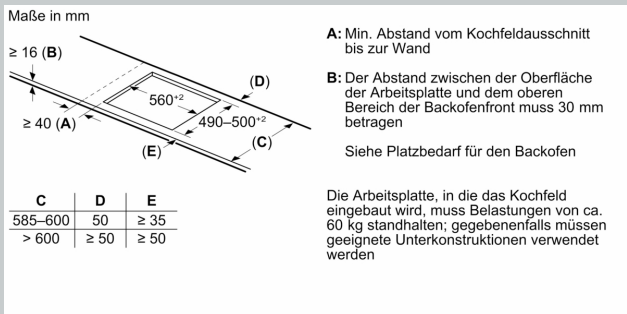 Maße in mm
≥ 16 (B)
(D)
560⁺²
490–500⁺²
≥ 40 (A)
(C)
(E)
C D E
585–600 50 ≥ 35
> 600 ≥ 50 ≥ 50
A: Min. Abstand vom Kochfeldausschnitt
bis zur Wand
B: Der Abstand zwischen der Oberfläche
der Arbeitsplatte und dem oberen
Bereich der Backofenfront muss 30 mm
betragen
Siehe Platzbedarf für den Backofen
Die Arbeitsplatte, in die das Kochfeld
eingebaut wird, muss Belastungen von ca.
60 kg standhalten; gegebenenfalls müssen
geeignete Unterkonstruktionen verwendet
werden